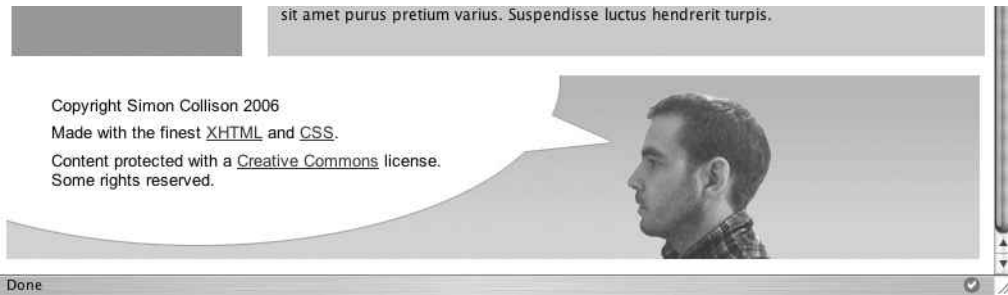 sit amet purus pretium varius. Suspendisse luctus hendrerit turpis.
Copyright Simon Collison 2006
Made with the finest XHTML and CSS.
Content protected with a Creative Commons license.
Some rights reserved.
Done